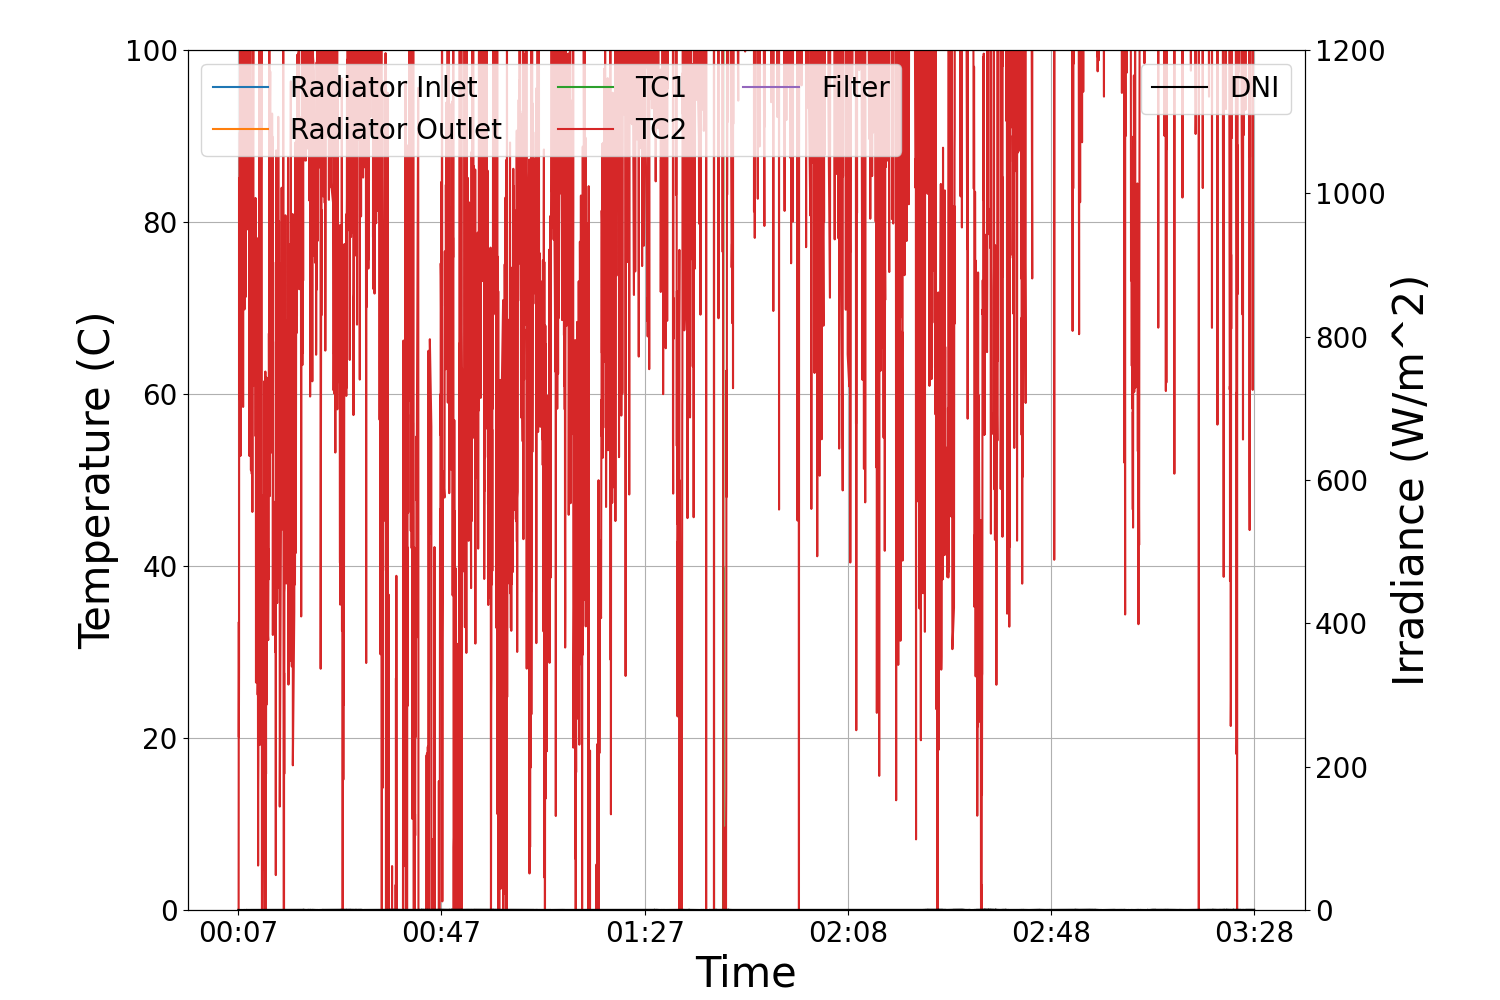 100
80
60
40
20
0
Temperature (C)
Radiator Inlet
Radiator Outlet
TC1
TC2
Filter
DNI
1200
1000
800
600
400
200
0
Irradiance (W/m^2)
00:07
00:47
01:27
02:08
02:48
03:28
Time